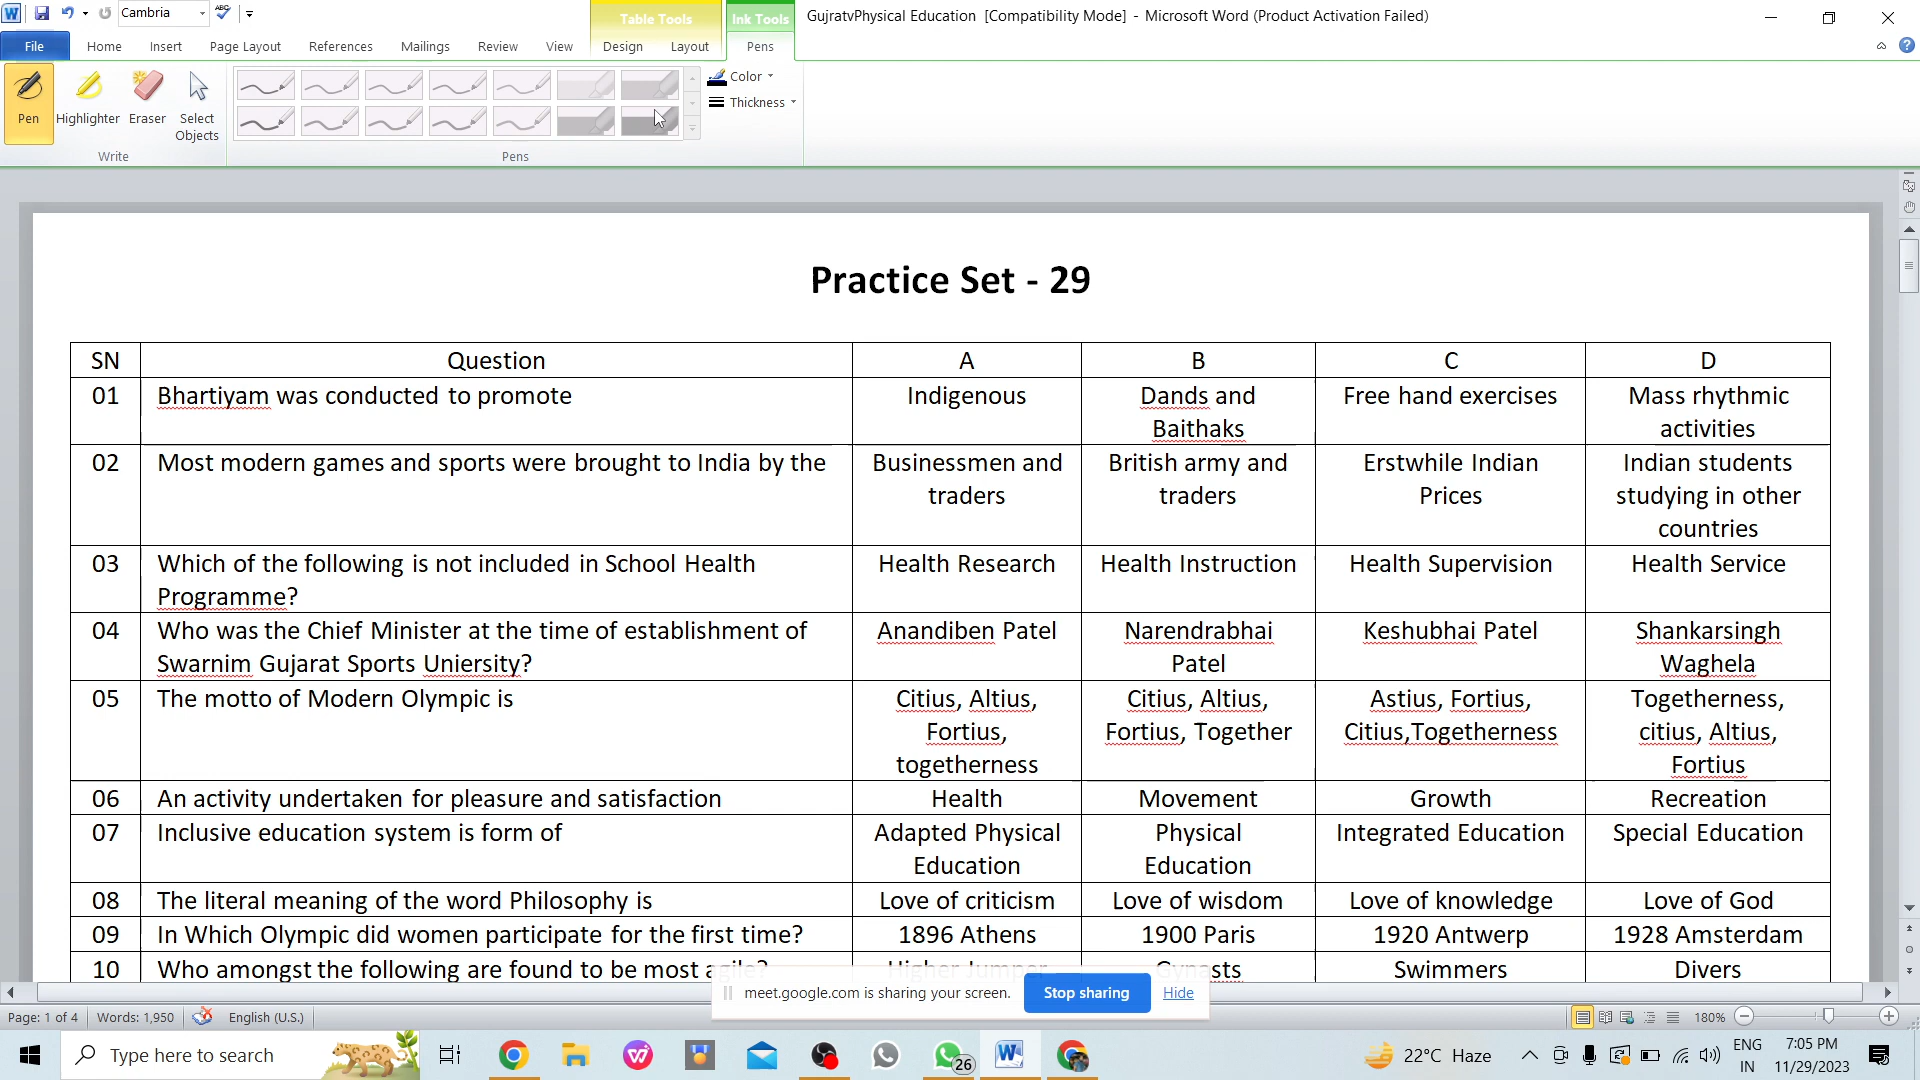 Cambria
ABC
Table Tools
Ink Tools
GujratvPhysical Education [Compatibility Mode] - Microsoft Word (Product Activation Failed)
File
Home
Insert
Page Layout
References
Mailings
Review
View
Design
Layout
Pens
Pen
Highlighter
Eraser
Select
Objects
Color
Thickness
Write
Pens
Practice Set - 29
SN Question A B C D
01 Bhartiyam was conducted to promote Indigenous Dands and Free hand exercises Mass rhythmic
Baithaks activities
02 Most modern games and sports were brought to India by the Businessmen and British army and Erstwhile Indian Indian students
traders traders Prices studying in other
countries
03 Which of the following is not included in School Health Health Research Health Instruction Health Supervision Health Service
Programme?
04 Who was the Chief Minister at the time of establishment of Anandiben Patel Narendrabhai Keshubhai Patel Shankarsingh
Swarnim Gujarat Sports Uniersity? Patel Waghela
05 The motto of Modern Olympic is Citius, Altius, Citius, Altius, Astius, Fortius, Togetherness,
Fortius, Fortius, Together Citius,Togetherness citius, Altius,
togetherness Fortius
06 An activity undertaken for pleasure and satisfaction Health Movement Growth Recreation
07 Inclusive education system is form of Adapted Physical Physical Integrated Education Special Education
Education Education
08 The literal meaning of the word Philosophy is Love of criticism Love of wisdom Love of knowledge Love of God
09 In Which Olympic did women participate for the first time? 1896 Athens 1900 Paris 1920 Antwerp 1928 Amsterdam
10 Who amongst the following are found to be most agile? Higher Jumper Gynasts Swimmers Divers
meet.google.com is sharing your screen. Stop sharing Hide
Page: 1 of 4 Words: 1,950 English (U.S.) 180%
Type here to search 26 22°C Haze ENG 7:05 PM
IN 11/29/2023